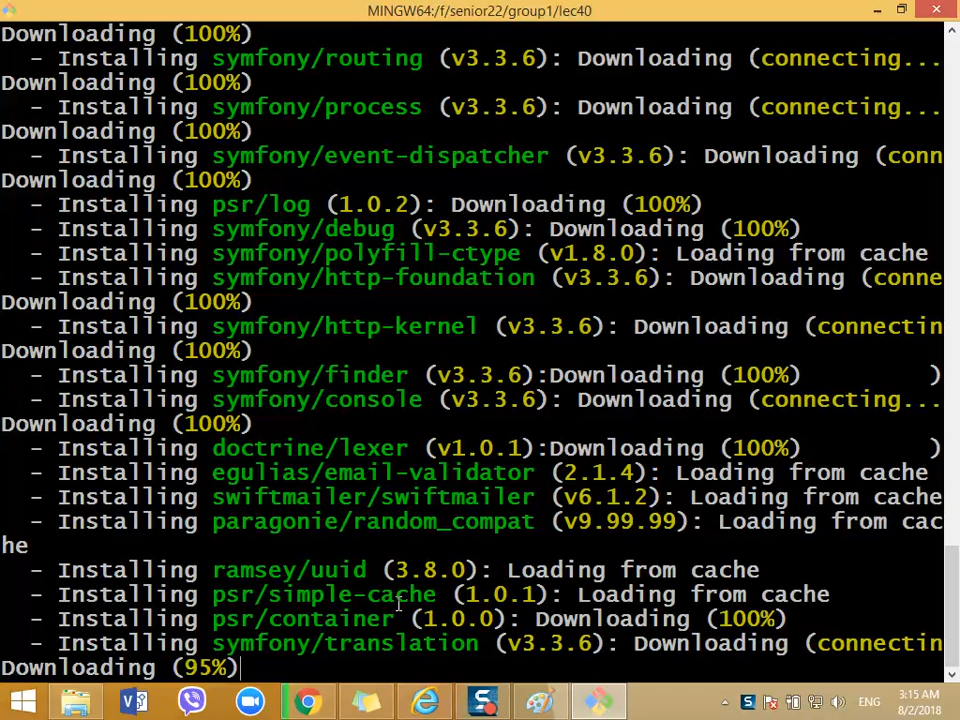 MINGW64:/f/senior22/group1/lec40
Downloading (100%)
- Installing symfony/routing (v3.3.6): Downloading (connecting...
Downloading (100%)
- Installing symfony/process (v3.3.6): Downloading (connecting...
Downloading (100%)
- Installing symfony/event-dispatcher (v3.3.6): Downloading (conn
Downloading (100%)
- Installing psr/log (1.0.2): Downloading (100%)
- Installing symfony/debug (v3.3.6): Downloading (100%)
- Installing symfony/polyfill-ctype (v1.8.0): Loading from cache
- Installing symfony/http-foundation (v3.3.6): Downloading (conne
Downloading (100%)
- Installing symfony/http-kernel (v3.3.6): Downloading (connectin
Downloading (100%)
- Installing symfony/finder (v3.3.6):Downloading (100%) )
- Installing symfony/console (v3.3.6): Downloading (connecting...
Downloading (100%)
- Installing doctrine/lexer (v1.0.1):Downloading (100%) )
- Installing egulias/email-validator (2.1.4): Loading from cache
- Installing swiftmailer/swiftmailer (v6.1.2): Loading from cache
- Installing paragonie/random_compat (v9.99.99): Loading from cac
he
- Installing ramsey/uuid (3.8.0): Loading from cache
- Installing psr/simple-cache (1.0.1): Loading from cache
- Installing psr/container (1.0.0): Downloading (100%)
- Installing symfony/translation (v3.3.6): Downloading (connectin
Downloading (95%)
ENG
3:15 AM
8/2/2018